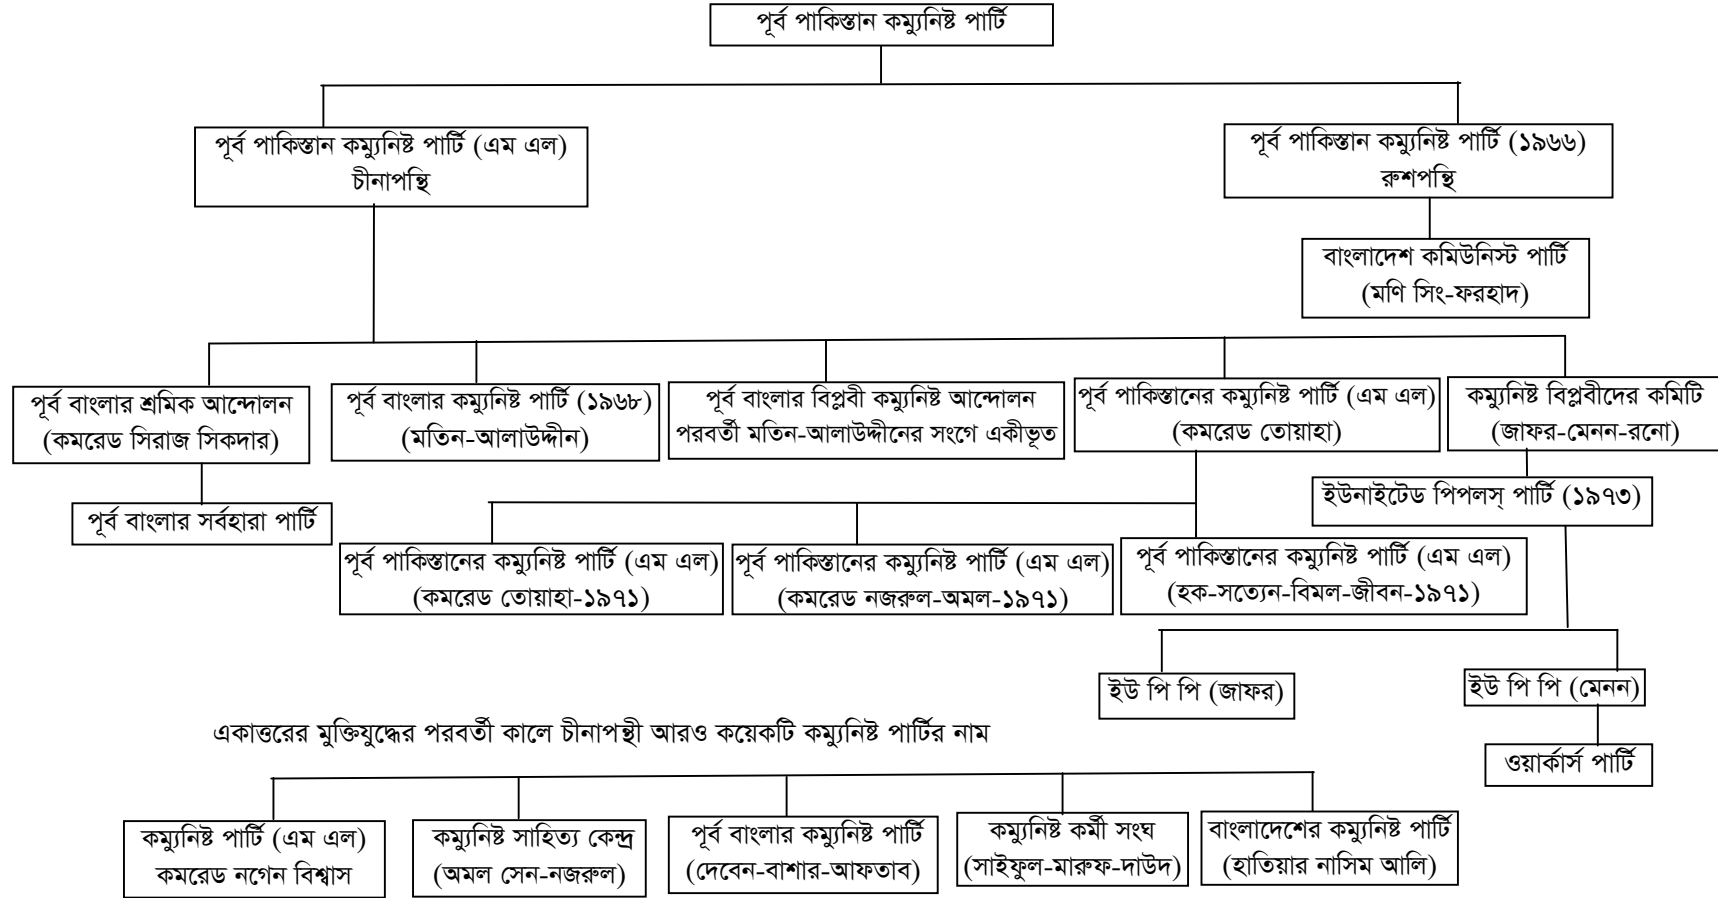 পূর্ব পাকিস্তান কম্যুনিষ্ট পার্টি
পূর্ব পাকিস্তান কম্যুনিষ্ট পার্টি (এম এল)
চীনাপন্থি
পূর্ব পাকিস্তান কম্যুনিষ্ট পার্টি (১৯৬৬)
রুশপন্থি
বাংলাদেশ কমিউনিস্ট পার্টি
(মণি সিং-ফরহাদ)
পূর্ব বাংলার শ্রমিক আন্দোলন
(কমরেড সিরাজ সিকদার)
পূর্ব বাংলার কম্যুনিষ্ট পার্টি (১৯৬৮)
(মতিন-আলাউদ্দীন)
পূর্ব বাংলার বিপ্লবী কম্যুনিষ্ট আন্দোলন
পরবর্তী মতিন-আলাউদ্দীনের সংগে একীভূত
পূর্ব পাকিস্তানের কম্যুনিষ্ট পার্টি (এম এল)
(কমরেড তোয়াহা)
কম্যুনিষ্ট বিপ্লবীদের কমিটি
(জাফর-মেনন-রনো)
পূর্ব বাংলার সর্বহারা পার্টি
ইউনাইটেড পিপলস্ পার্টি (১৯৭৩)
পূর্ব পাকিস্তানের কম্যুনিষ্ট পার্টি (এম এল)
(কমরেড তোয়াহা-১৯৭১)
পূর্ব পাকিস্তানের কম্যুনিষ্ট পার্টি (এম এল)
(কমরেড নজরুল-অমল-১৯৭১)
পূর্ব পাকিস্তানের কম্যুনিষ্ট পার্টি (এম এল)
(হক-সত্যেন-বিমল-জীবন-১৯৭১)
ইউ পি পি (জাফর)
ইউ পি পি (মেনন)
ওয়ার্কার্স পার্টি
একাত্তরের মুক্তিযুদ্ধের পরবর্তী কালে চীনাপন্থী আরও কয়েকটি কম্যুনিষ্ট পার্টির নাম
কম্যুনিষ্ট পার্টি (এম এল)
কমরেড নগেন বিশ্বাস
কম্যুনিষ্ট সাহিত্য কেন্দ্র
(অমল সেন-নজরুল)
পূর্ব বাংলার কম্যুনিষ্ট পার্টি
(দেবেন-বাশার-আফতাব)
কম্যুনিষ্ট কর্মী সংঘ
(সাইফুল-মারুফ-দাউদ)
বাংলাদেশের কম্যুনিষ্ট পার্টি
(হাতিয়ার নাসিম আলি)